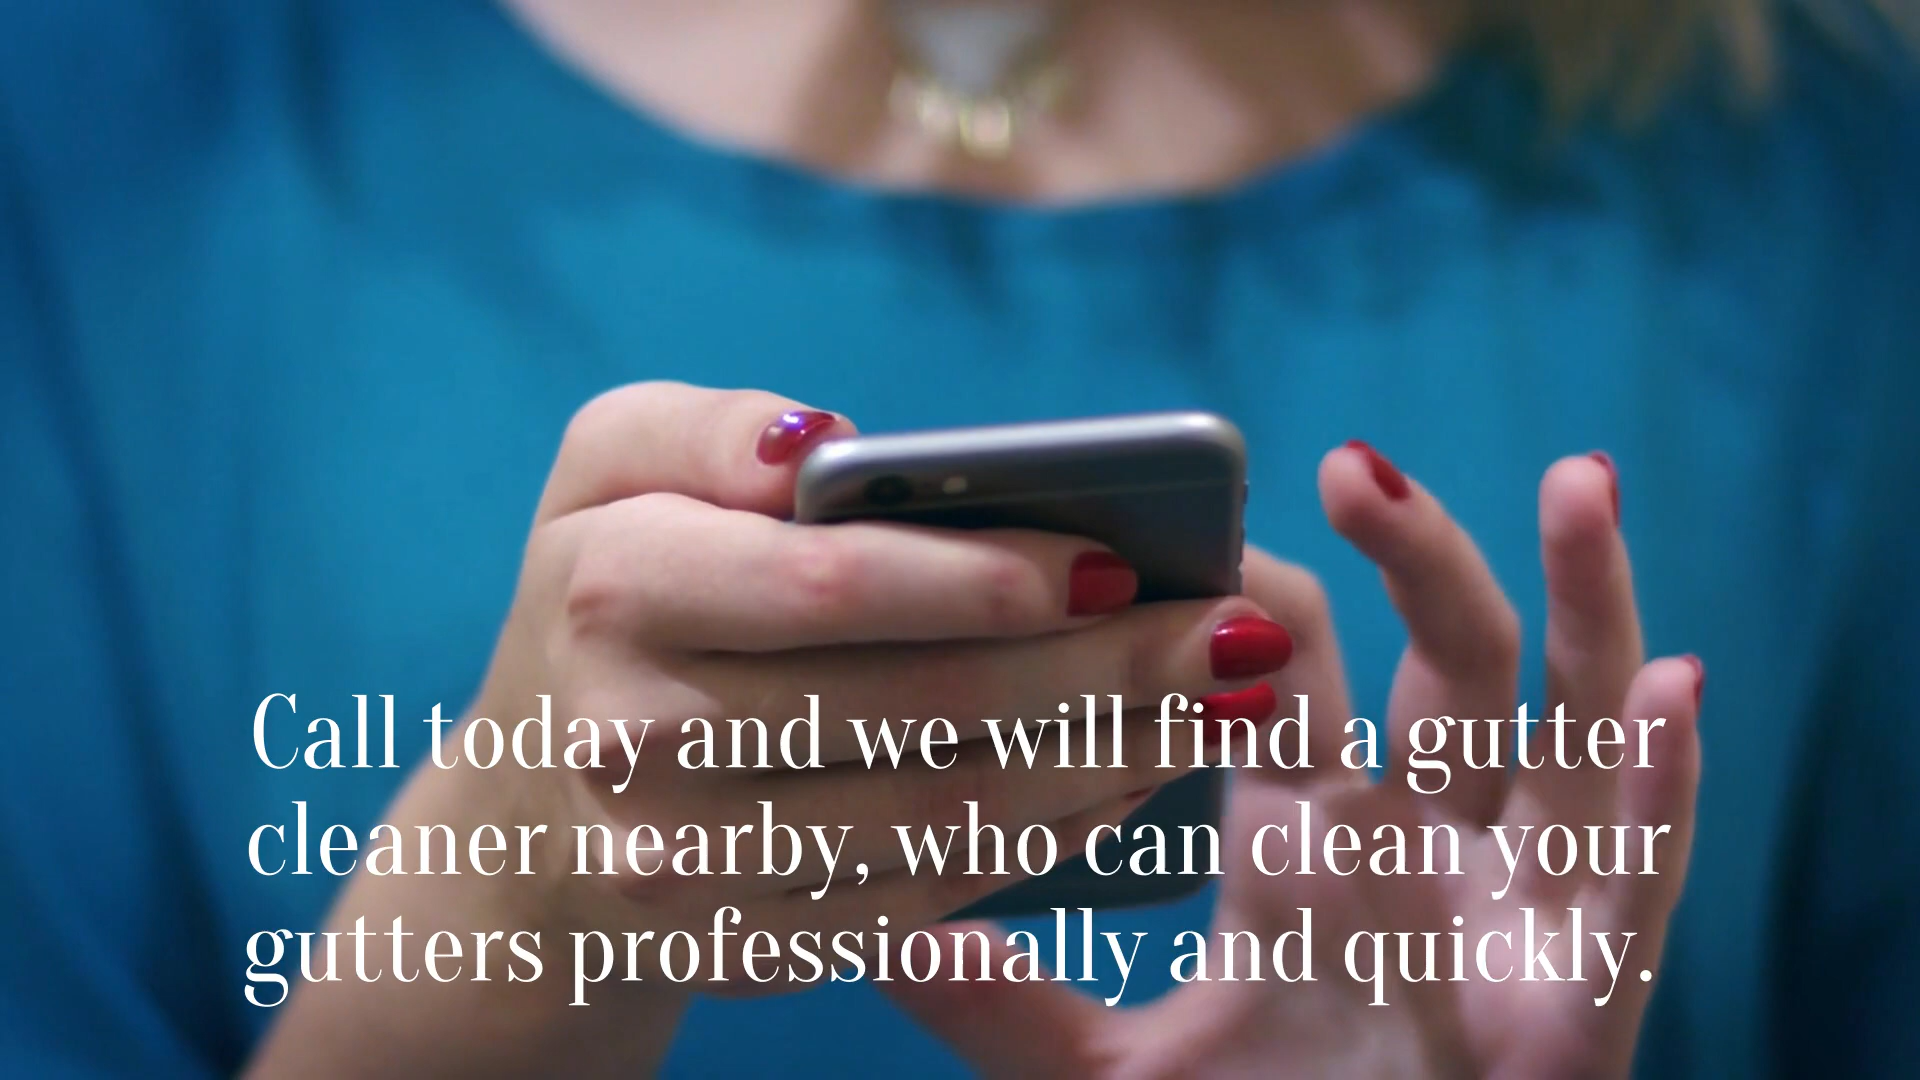 Call today and we will find a gutter
cleaner nearby, who can clean your
gutters professionally and quickly.